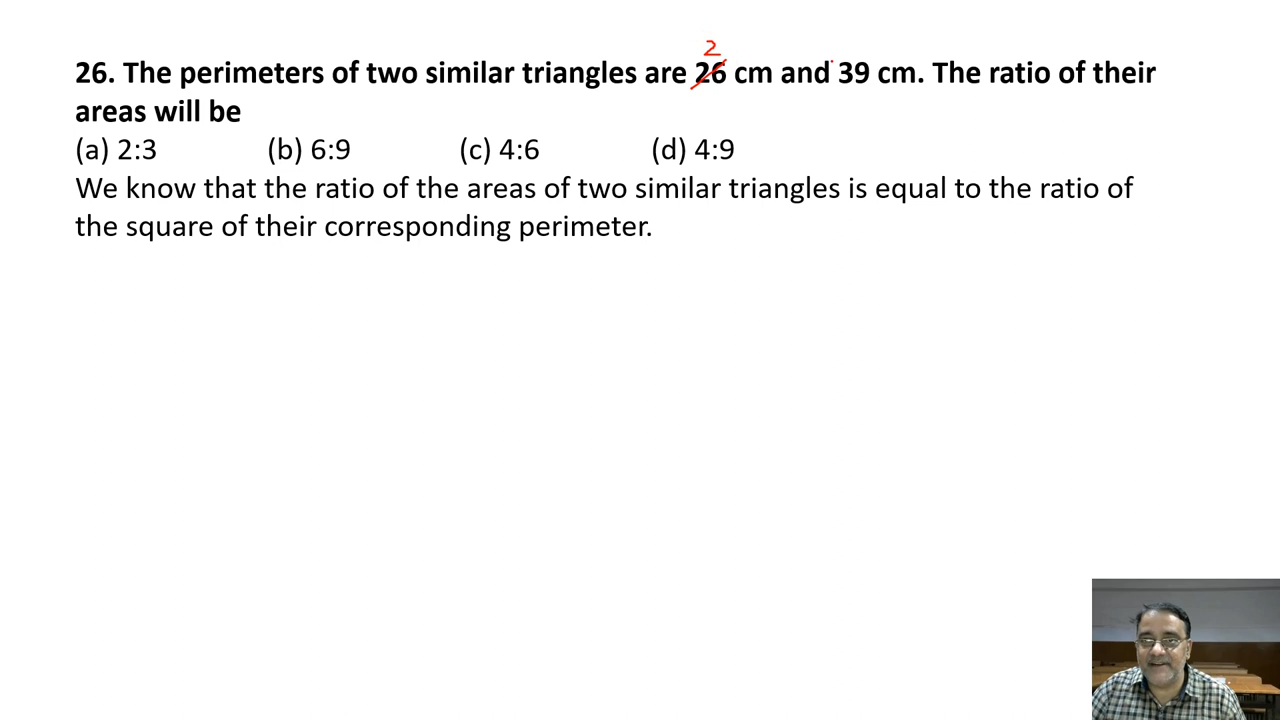 2
26. The perimeters of two similar triangles are 26 cm and 39 cm. The ratio of their
areas will be
(a) 2:3 (b) 6:9 (c) 4:6 (d) 4:9
We know that the ratio of the areas of two similar triangles is equal to the ratio of
the square of their corresponding perimeter.